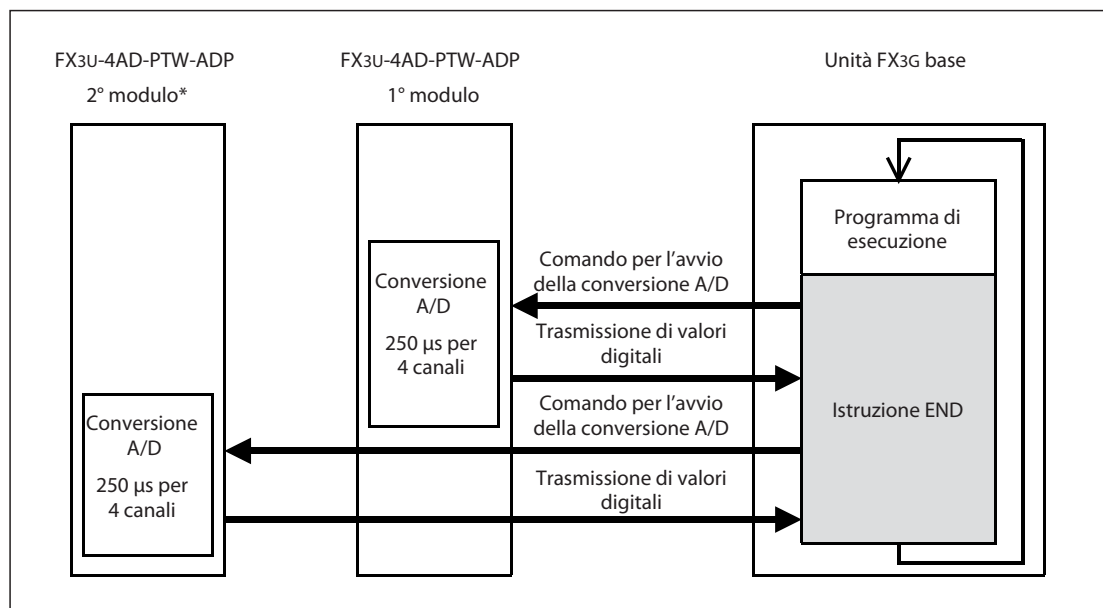 FX3U-4AD-PTW-ADP
2° modulo*
FX3U-4AD-PTW-ADP
1° modulo
Unità FX3G base
Programma di
esecuzione
Istruzione END
Comando per l’avvio
della conversione A/D
Trasmissione di valori
digitali
Comando per l’avvio
della conversione A/D
Trasmissione di valori
digitali
Conversione
A/D
250 μs per
4 canali
Conversione
A/D
250 μs per
4 canali